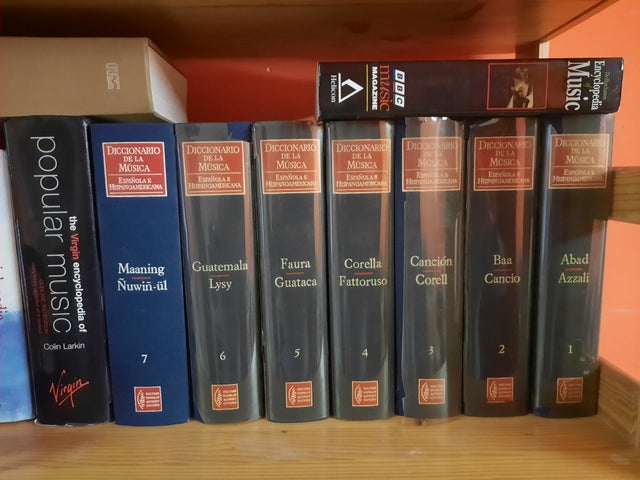 Helicon
BBC
music
MAGAZINE
Encyclopedia
of
Music
popular music
the Virgin encyclopedia of
Colin Larkin
Virgin
DICCIONARIO
DE LA
MÚSICA
ESPAÑOLA E
HISPANOAMERICANA
Maaning
Ñuwiñ-ül
7
DICCIONARIO
DE LA
MÚSICA
ESPAÑOLA E
HISPANOAMERICANA
Guatemala
Lysy
6
DICCIONARIO
DE LA
MÚSICA
ESPAÑOLA E
HISPANOAMERICANA
Faura
Guataca
5
DICCIONARIO
DE LA
MÚSICA
ESPAÑOLA E
HISPANOAMERICANA
Corella
Fattoruso
4
DICCIONARIO
DE LA
MÚSICA
ESPAÑOLA E
HISPANOAMERICANA
Canción
Corell
3
DICCIONARIO
DE LA
MÚSICA
ESPAÑOLA E
HISPANOAMERICANA
Baa
Cancio
2
DICCIONARIO
DE LA
MÚSICA
ESPAÑOLA E
HISPANOAMERICANA
Abad
Azzali
1